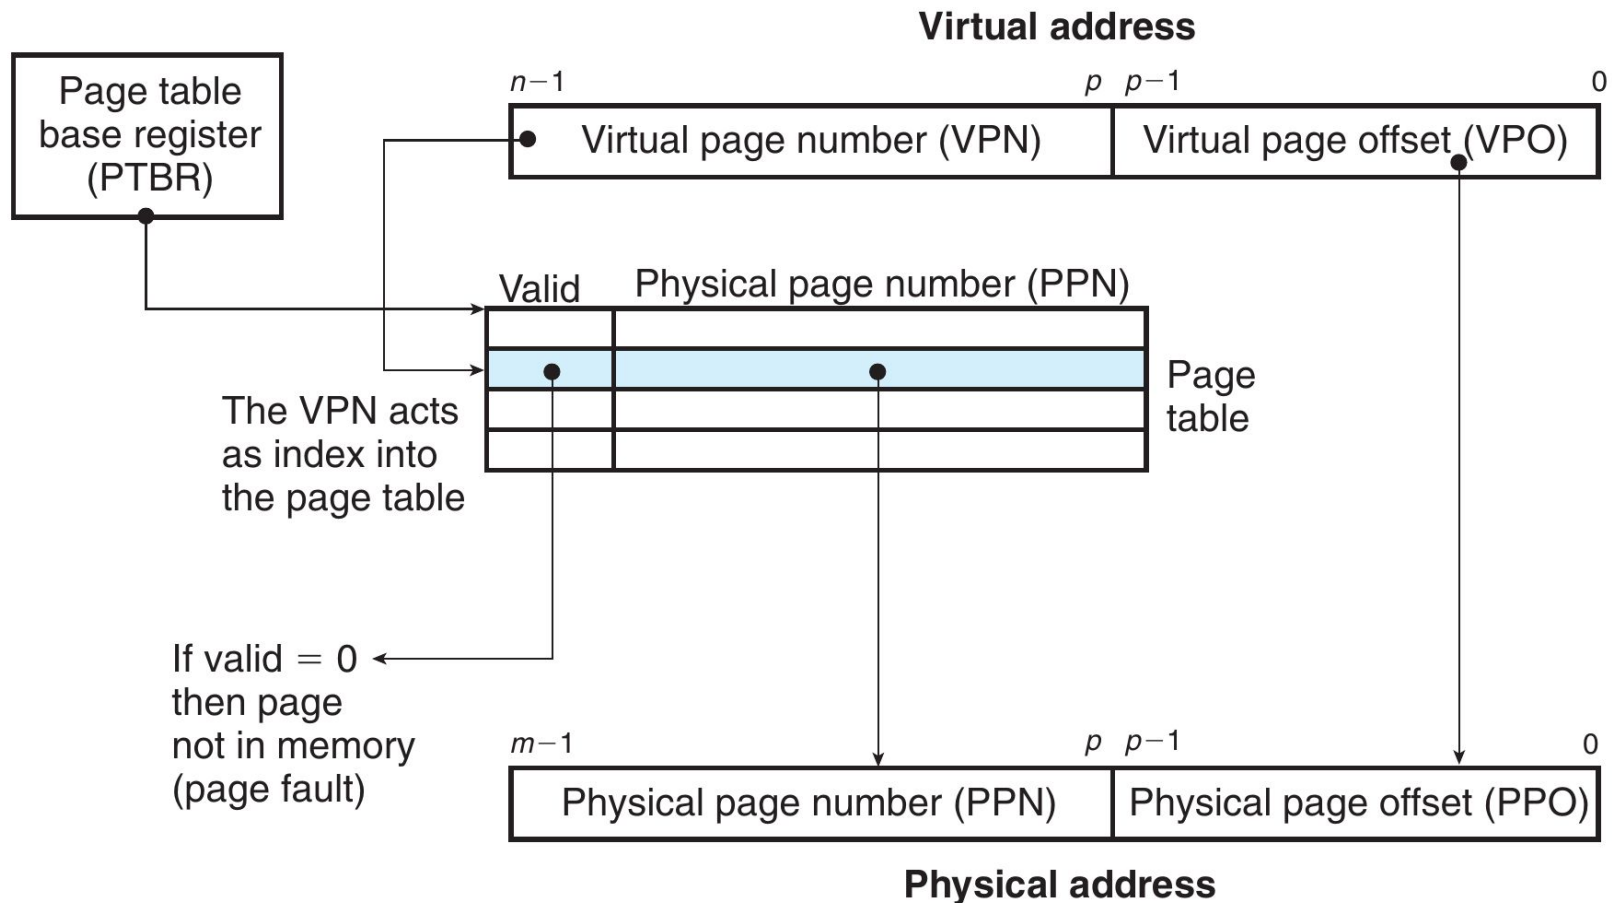 Virtual address
Page table
base register
(PTBR)
n−1
p
p−1
0
Virtual page number (VPN)
Virtual page offset (VPO)
Valid
Physical page number (PPN)
Page
table
The VPN acts
as index into
the page table
If valid = 0
then page
not in memory
(page fault)
m−1
p
p−1
0
Physical page number (PPN)
Physical page offset (PPO)
Physical address